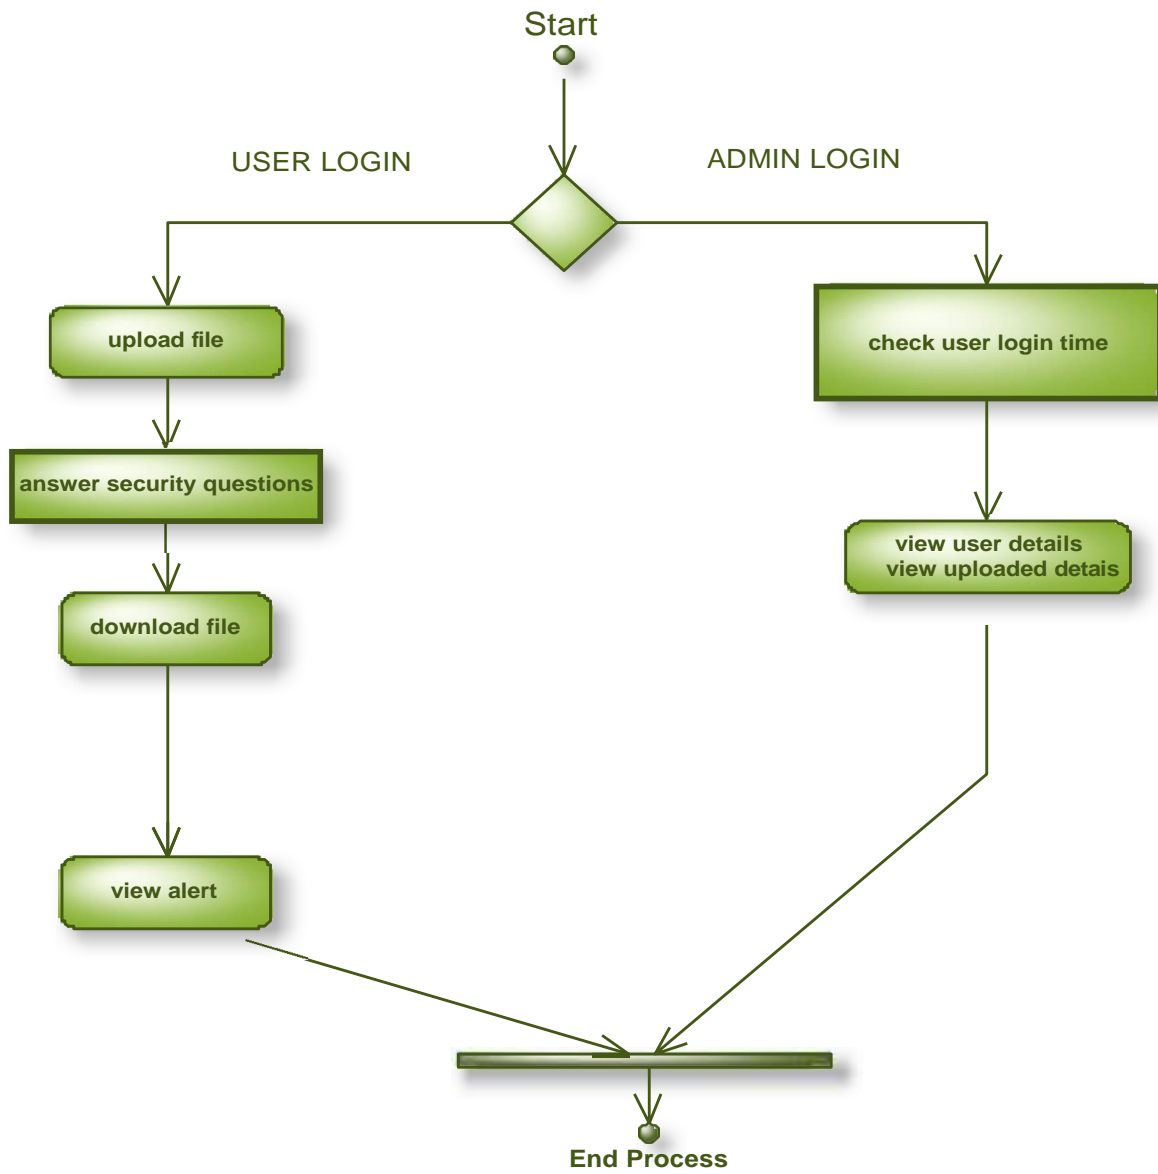 Start
USER LOGIN
ADMIN LOGIN
upload file
check user login time
answer security questions
view user details
view uploaded detais
download file
view alert
End Process